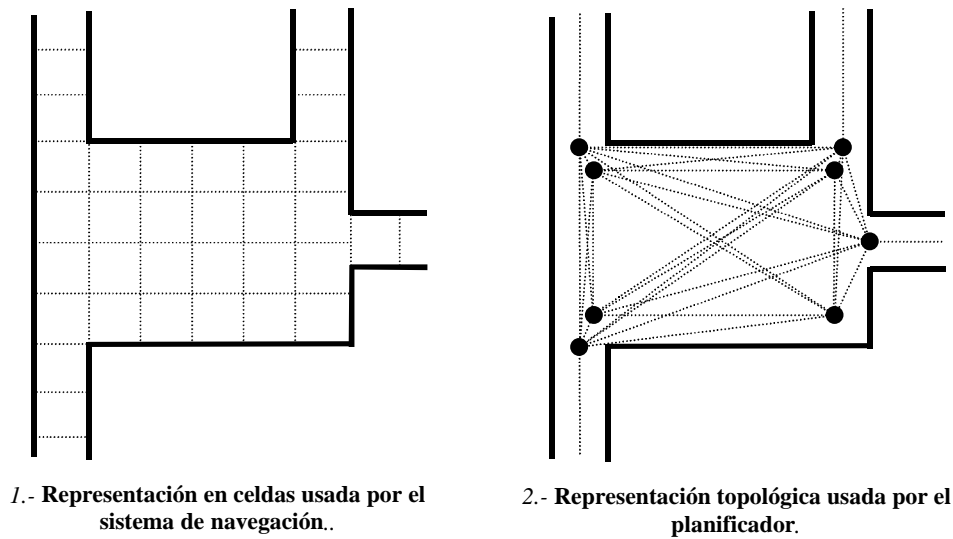 1.- Representación en celdas usada por el
sistema de navegación..
2.- Representación topológica usada por el
planificador.